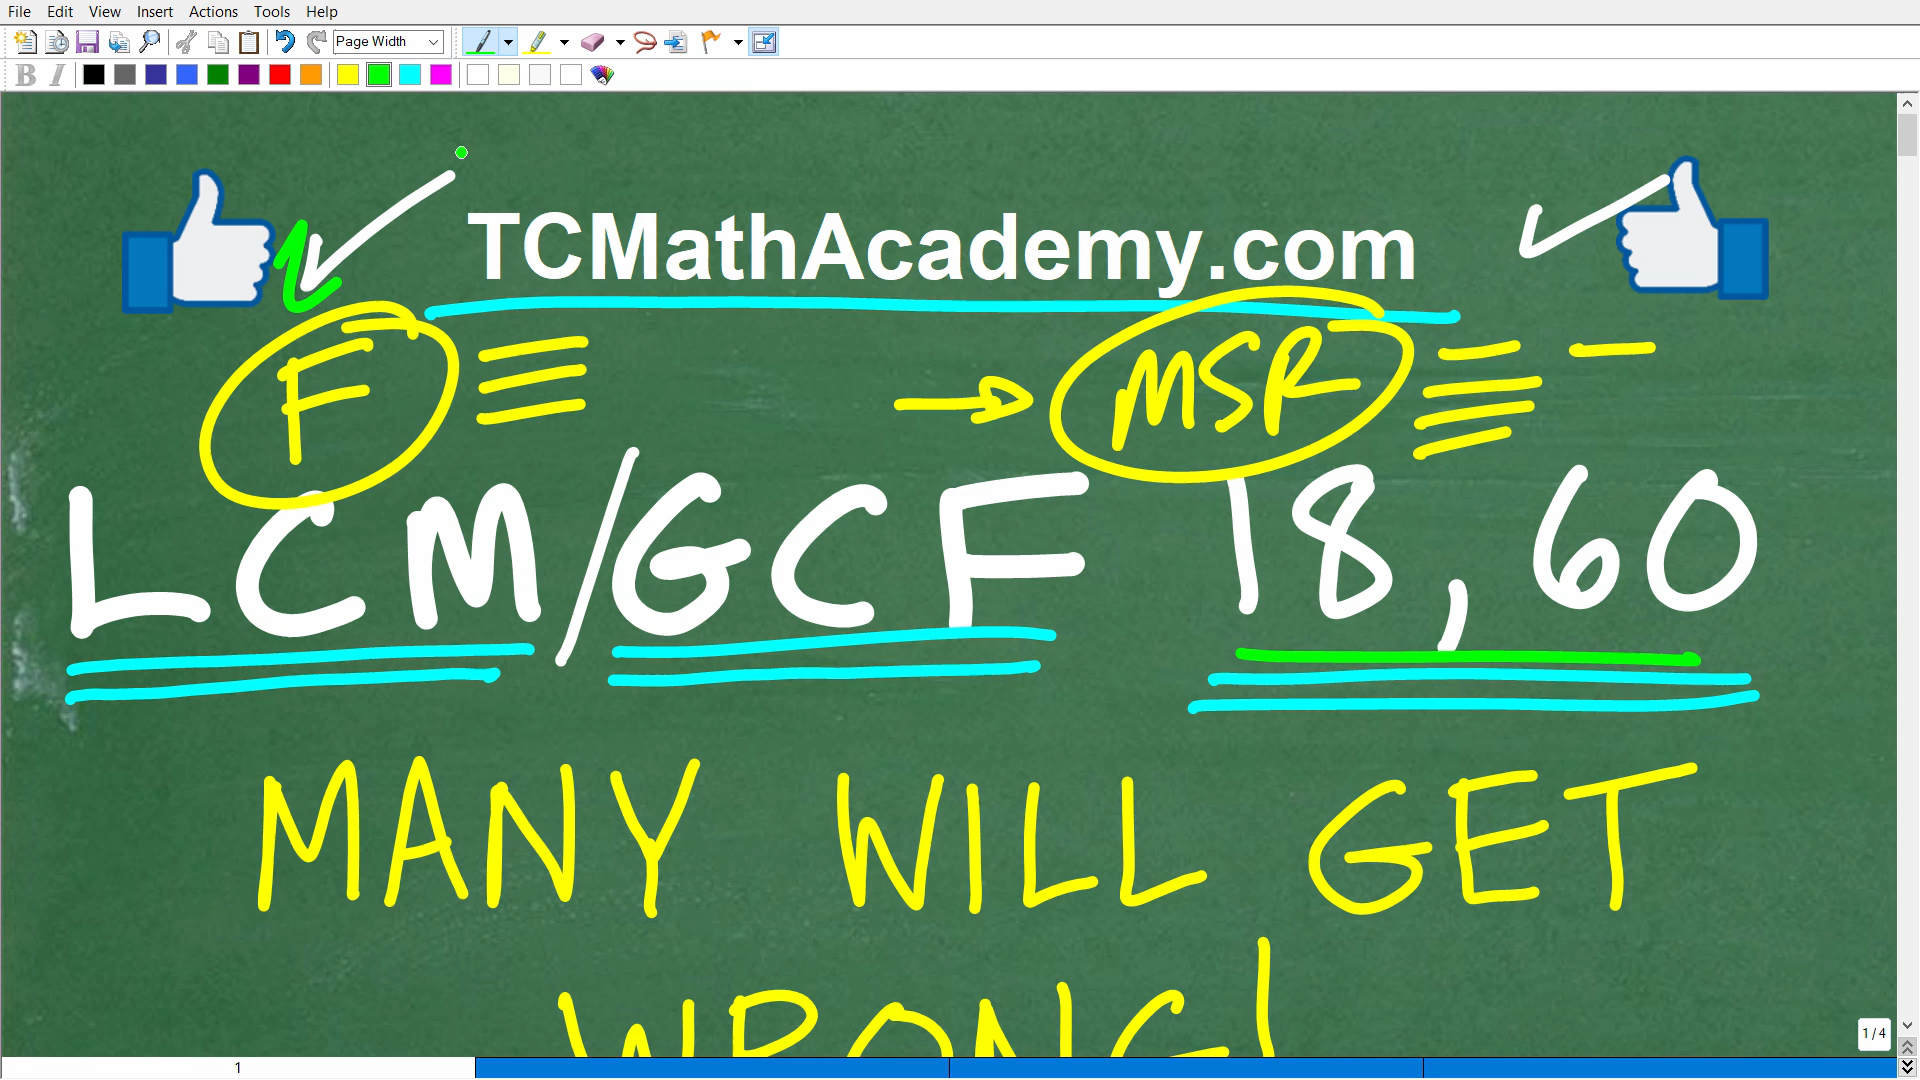 File Edit View Insert Actions Tools Help
Page Width
B I
TCMathAcademy.com
F MSR
LCM/GCF 18,60
MANY WILL GET
WRONG!
1 / 4
1